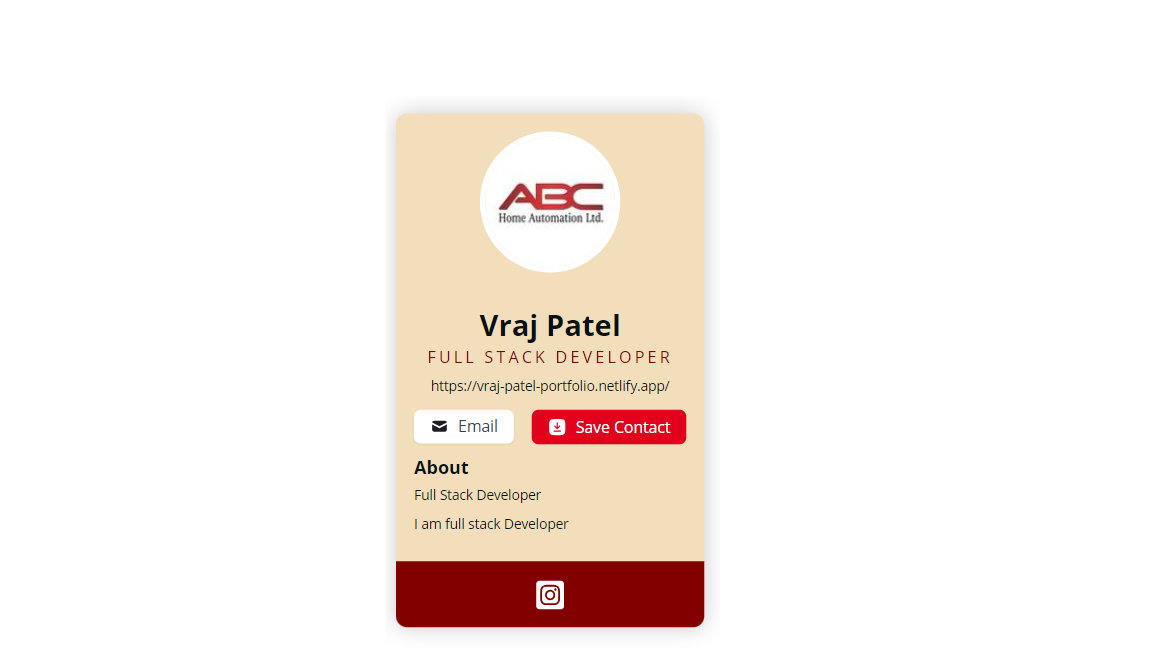 ABC
Home Automation Ltd.
Vraj Patel
FULL STACK DEVELOPER
https://vraj-patel-portfolio.netlify.app/
Email
Save Contact
About
Full Stack Developer
I am full stack Developer